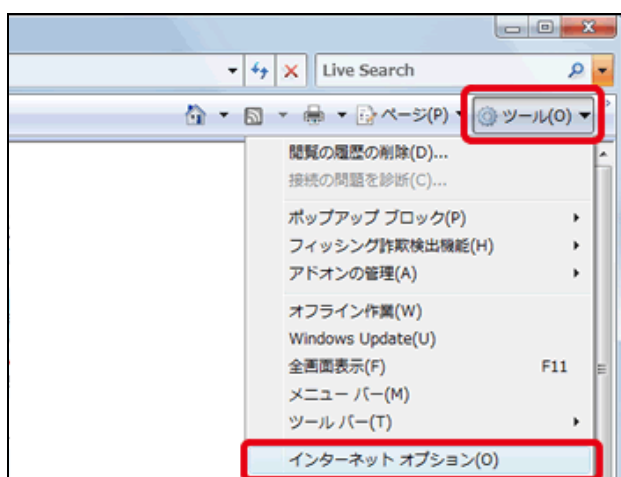 Live Search
ページ(P) ツール(O)
閲覧の履歴の削除(D)...
接続の問題を診断(C)...
ポップアップ ブロック(P)
フィッシング詐欺検出機能(H)
アドオンの管理(A)
オフライン作業(W)
Windows Update(U)
全画面表示(F) F11
メニュー バー(M)
ツール バー(T)
インターネット オプション(O)